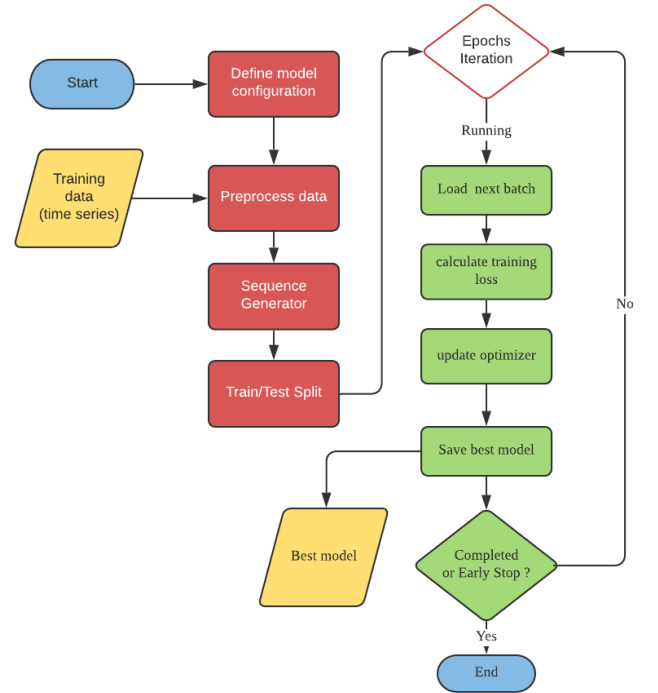 Start
Define model
configuration
Training
data
(time series)
Preprocess data
Sequence
Generator
Train/Test Split
Epochs
Iteration
Running
Load next batch
calculate training
loss
update optimizer
Save best model
Best model
Completed
or Early Stop ?
No
Yes
End